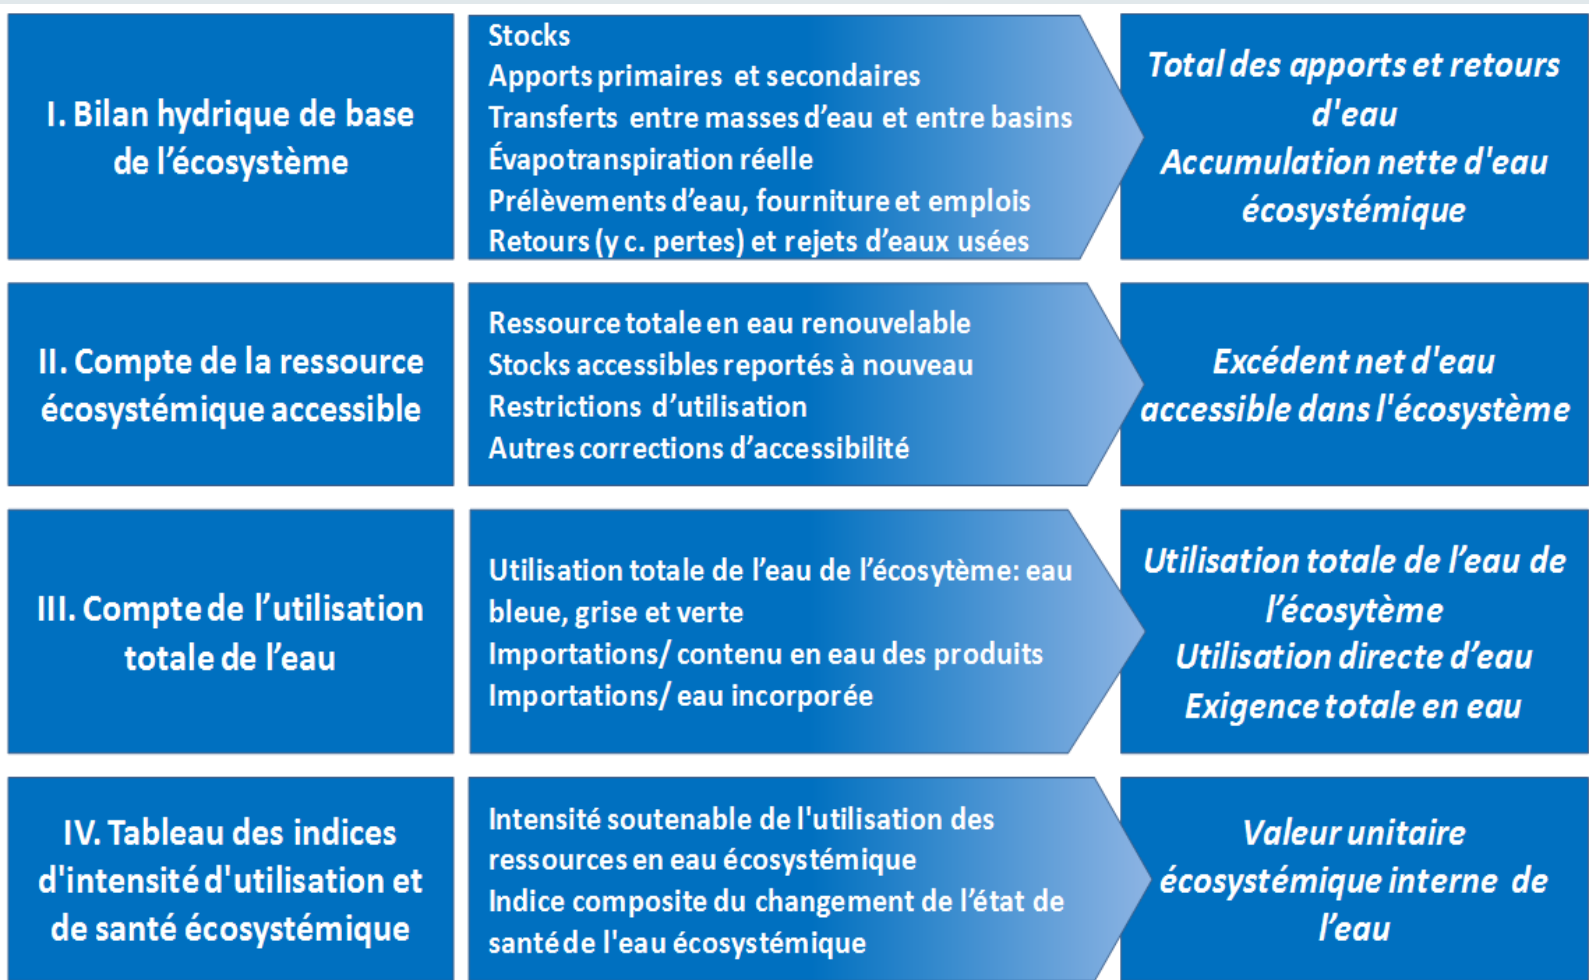 I. Bilan hydrique de base
de l’écosystème
Stocks
Apports primaires et secondaires
Transferts entre masses d’eau et entre basins
Évapotranspiration réelle
Prélèvements d’eau, fourniture et emplois
Retours (y c. pertes) et rejets d’eaux usées
Total des apports et retours
d'eau
Accumulation nette d'eau
écosystémique
II. Compte de la ressource
écosystémique accessible
Ressource totale en eau renouvelable
Stocks accessibles reportés à nouveau
Restrictions d’utilisation
Autres corrections d’accessibilité
Excédent net d'eau
accessible dans l'écosystème
III. Compte de l’utilisation
totale de l’eau
Utilisation totale de l’eau de l’écosytème: eau
bleue, grise et verte
Importations/ contenu en eau des produits
Importations/ eau incorporée
Utilisation totale de l’eau de
l’écosytème
Utilisation directe d’eau
Exigence totale en eau
IV. Tableau des indices
d'intensité d'utilisation et
de santé écosystémique
Intensité soutenable de l'utilisation des
ressources en eau écosystémique
Indice composite du changement de l’état de
santé de l'eau écosystémique
Valeur unitaire
écosystémique interne de
l’eau